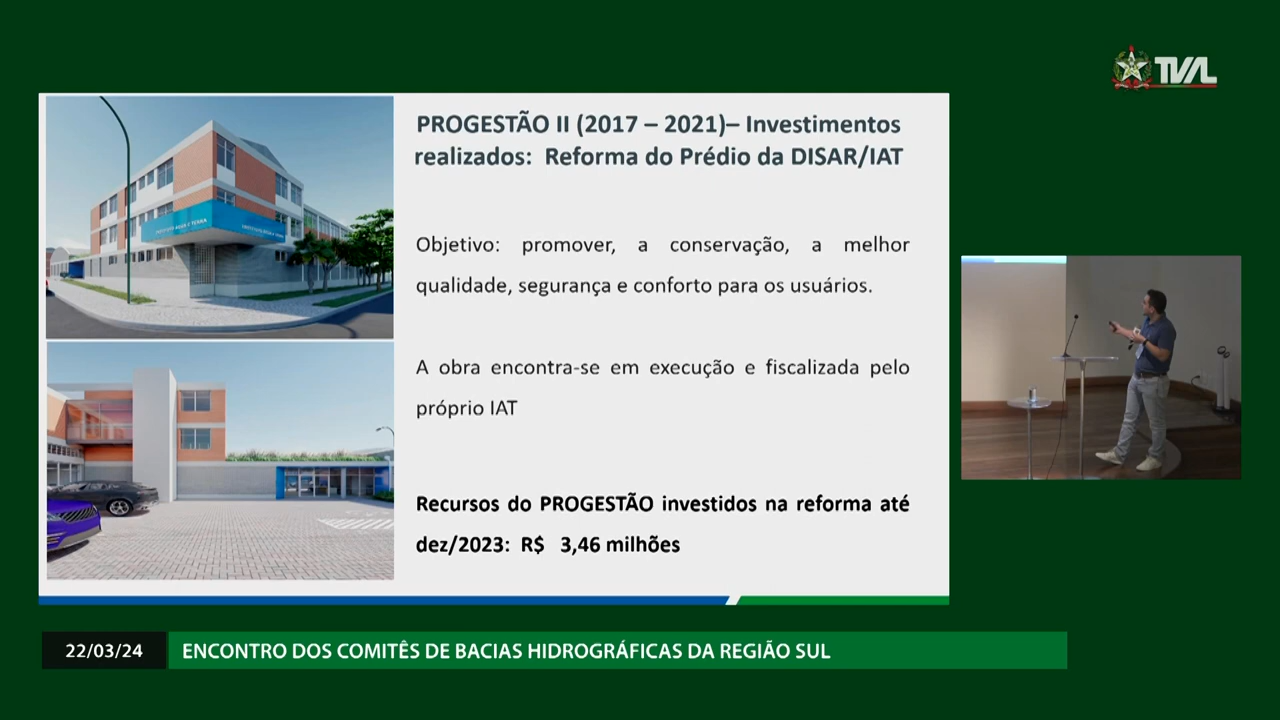 TVAL
PROGESTÃO II (2017 – 2021)– Investimentos
realizados: Reforma do Prédio da DISAR/IAT
Objetivo: promover, a conservação, a melhor
qualidade, segurança e conforto para os usuários.
A obra encontra-se em execução e fiscalizada pelo
próprio IAT
Recursos do PROGESTÃO investidos na reforma até
dez/2023: R$ 3,46 milhões
22/03/24
ENCONTRO DOS COMITÊS DE BACIAS HIDROGRÁFICAS DA REGIÃO SUL